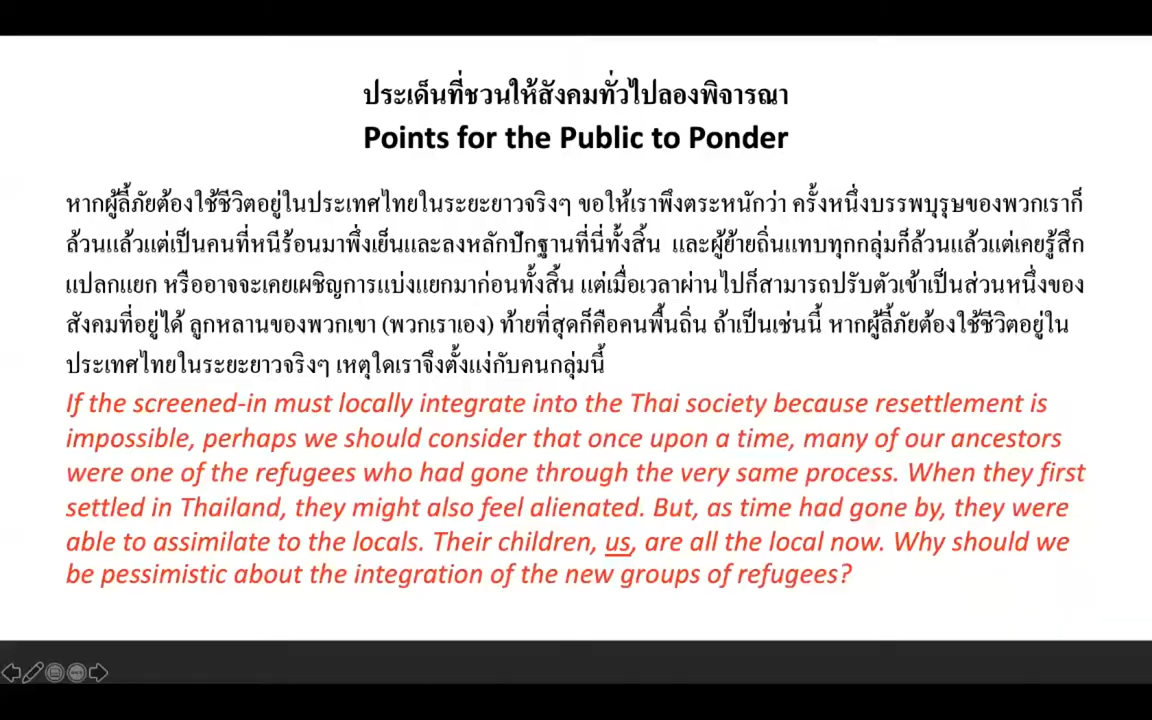 ประเด็นที่ชวนให้สังคมทั่วไปลองพิจารณา
Points for the Public to Ponder
หากผู้ลี้ภัยต้องใช้ชีวิตอยู่ในประเทศไทยในระยะยาวจริงๆ ขอให้เราพึงตระหนักว่า ครั้งหนึ่งบรรพบุรุษของพวกเราก็
ล้วนแล้วแต่เป็นคนที่หนีร้อนมาพึ่งเย็นและลงหลักปักฐานที่นี่ทั้งสิ้น และผู้ย้ายถิ่นแทบทุกกลุ่มก็ล้วนแล้วแต่เคยรู้สึก
แปลกแยก หรืออาจจะเคยเผชิญการแบ่งแยกมาก่อนทั้งสิ้น แต่เมื่อเวลาผ่านไปก็สามารถปรับตัวเข้าเป็นส่วนหนึ่งของ
สังคมที่อยู่ได้ ลูกหลานของพวกเขา (พวกเราเอง) ท้ายที่สุดก็คือคนพื้นถิ่น ถ้าเป็นเช่นนี้ หากผู้ลี้ภัยต้องใช้ชีวิตอยู่ใน
ประเทศไทยในระยะยาวจริงๆ เหตุใดเราจึงตั้งแง่กับคนกลุ่มนี้
If the screened-in must locally integrate into the Thai society because resettlement is
impossible, perhaps we should consider that once upon a time, many of our ancestors
were one of the refugees who had gone through the very same process. When they first
settled in Thailand, they might also feel alienated. But, as time had gone by, they were
able to assimilate to the locals. Their children, us, are all the local now. Why should we
be pessimistic about the integration of the new groups of refugees?